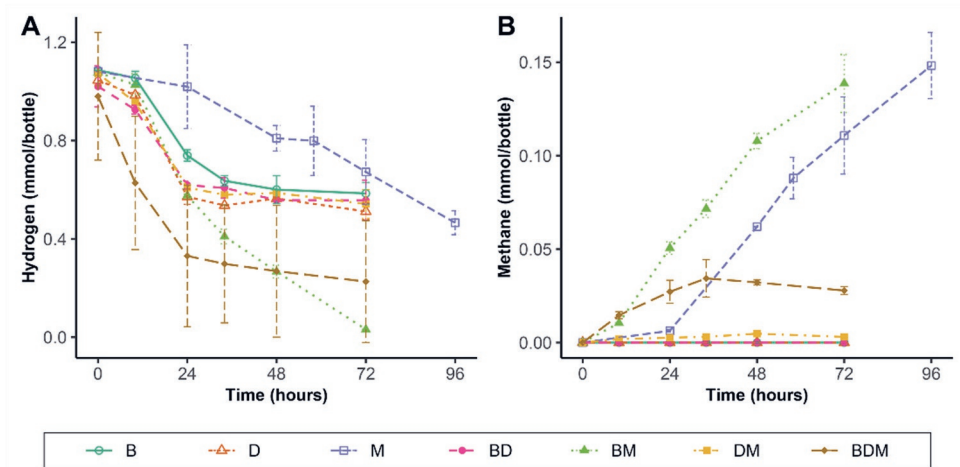 A
B
Hydrogen (mmol/bottle)
1.2
0.8
0.4
0.0
0 24 48 72 96
Time (hours)
Methane (mmol/bottle)
0.15
0.10
0.05
0.00
0 24 48 72 96
Time (hours)
B D M BD BM DM BDM